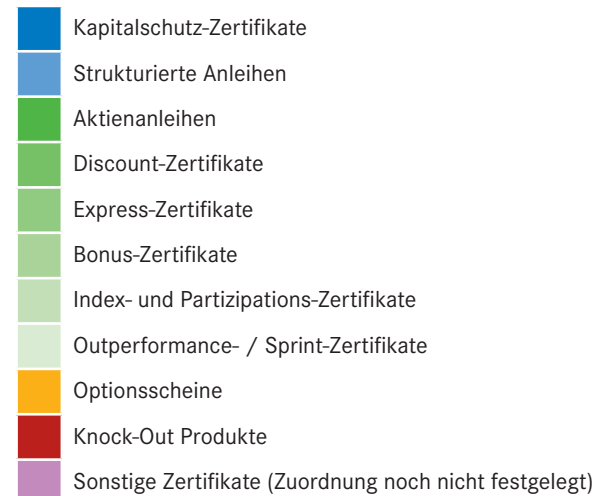 Kapitalschutz-Zertifikate
Strukturierte Anleihen
Aktienanleihen
Discount-Zertifikate
Express-Zertifikate
Bonus-Zertifikate
Index- und Partizipations-Zertifikate
Outperformance- / Sprint-Zertifikate
Optionsscheine
Knock-Out Produkte
Sonstige Zertifikate (Zuordnung noch nicht festgelegt)